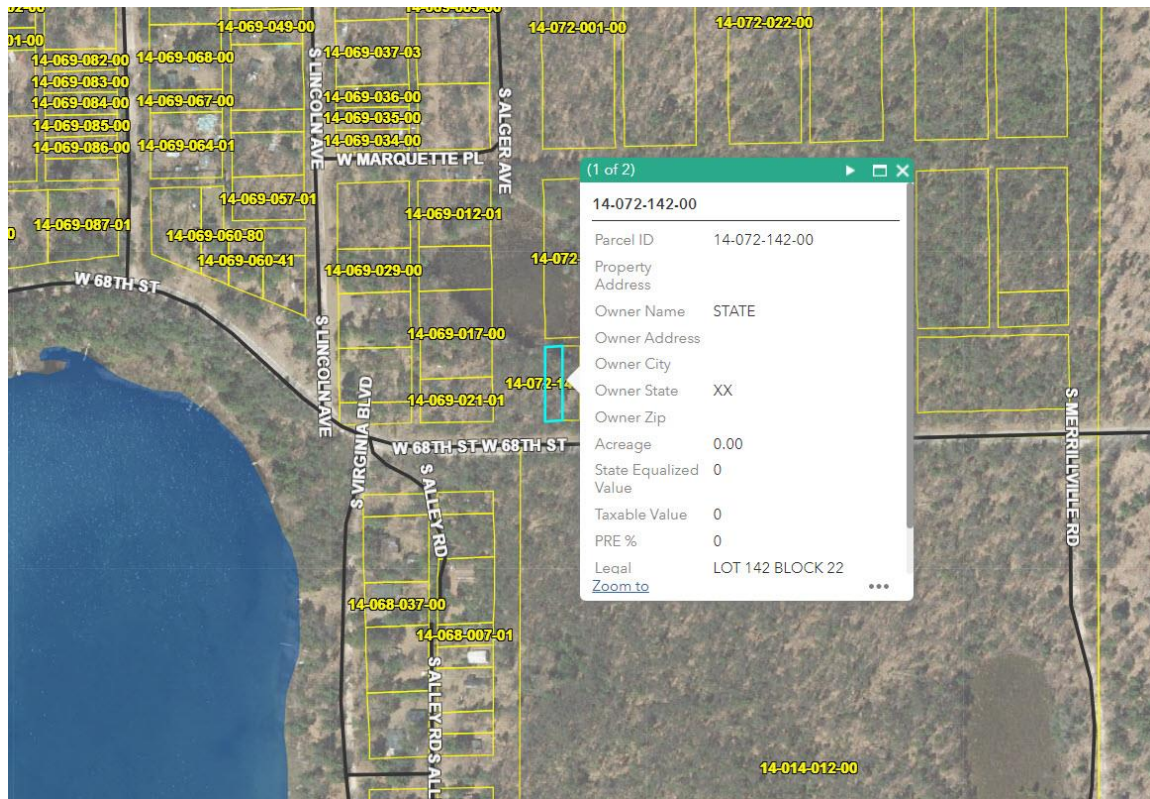 14-069-049-00
14-072-001-00
14-072-022-00
01-00
14-069-082-00
14-069-068-00
14-069-037-03
14-069-083-00
14-069-084-00
14-069-067-00
14-069-036-00
14-069-085-00
14-069-035-00
14-069-086-00
14-069-064-01
14-069-034-00
S LINCOLN AVE
S ALGER AVE
W MARQUETTE PL
14-069-057-01
14-069-012-01
14-069-087-01
14-069-060-80
14-069-060-41
14-069-029-00
14-072-
W 68TH ST
S LINCOLN AVE
14-069-017-00
14-072-14
14-069-021-01
S VIRGINIA BLVD
W 68TH ST W 68TH ST
S ALLEY RD
S MERRILLVILLE RD
14-068-037-00
14-068-007-01
S ALLEY RD S ALL
14-014-012-00
(1 of 2)
14-072-142-00
Parcel ID 14-072-142-00
Property
Address
Owner Name STATE
Owner Address
Owner City
Owner State XX
Owner Zip
Acreage 0.00
State Equalized 0
Value
Taxable Value 0
PRE % 0
Legal LOT 142 BLOCK 22
Zoom to